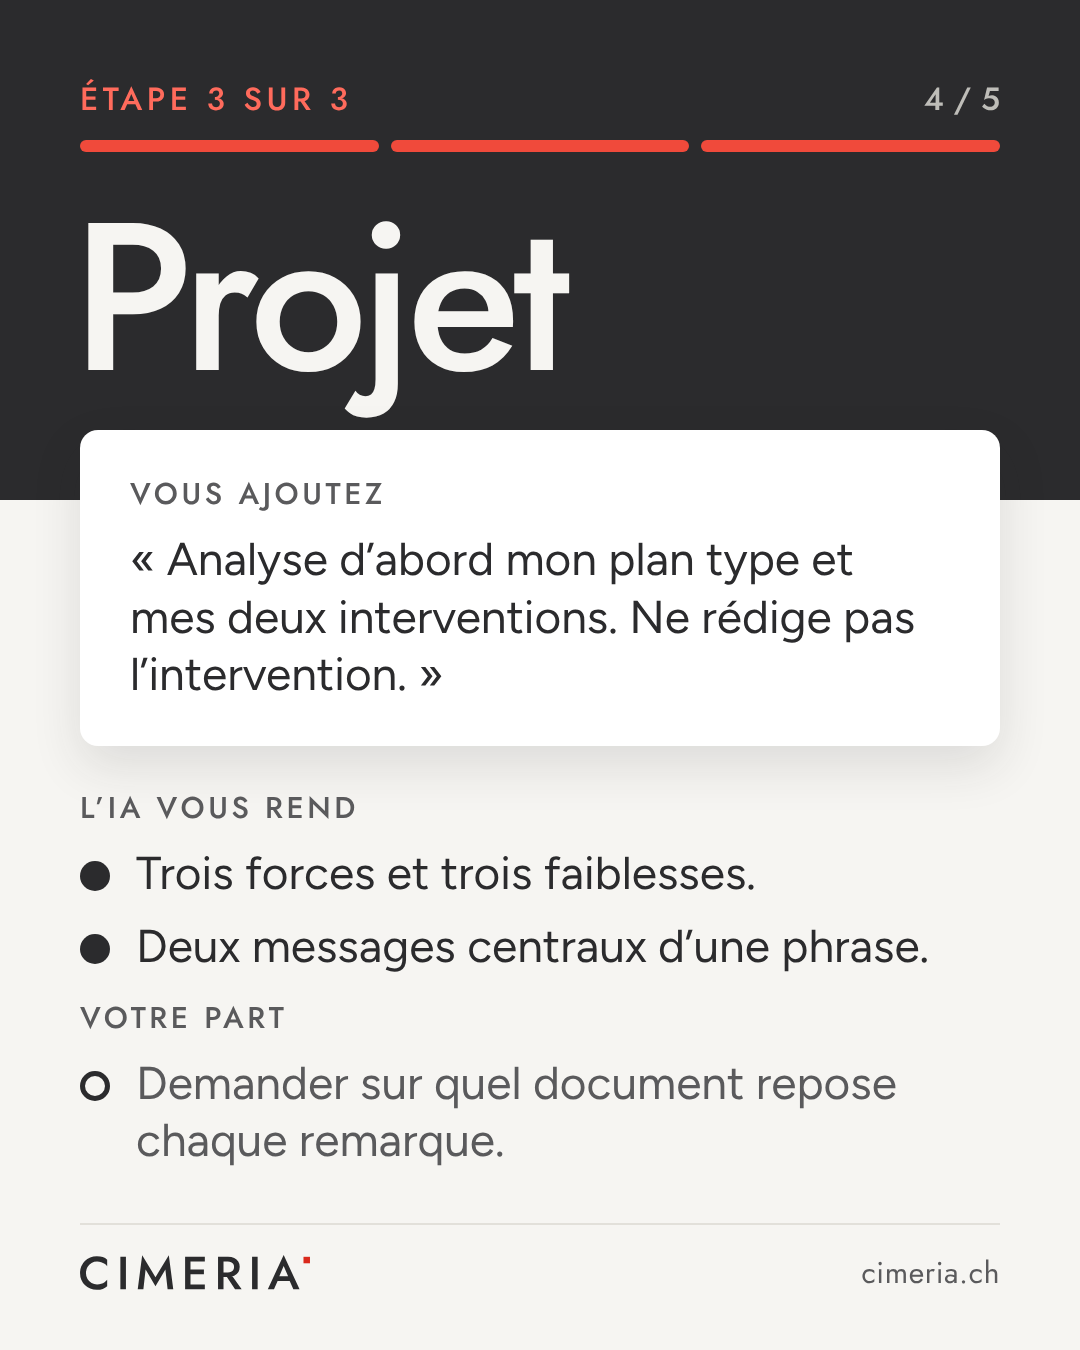 ÉTAPE 3 SUR 3
4 / 5
Projet
VOUS AJOUTEZ
« Analyse d’abord mon plan type et
mes deux interventions. Ne rédige pas
l’intervention. »
L’IA VOUS REND
Trois forces et trois faiblesses.
Deux messages centraux d’une phrase.
VOTRE PART
Demander sur quel document repose
chaque remarque.
CIMERIA
cimeria.ch